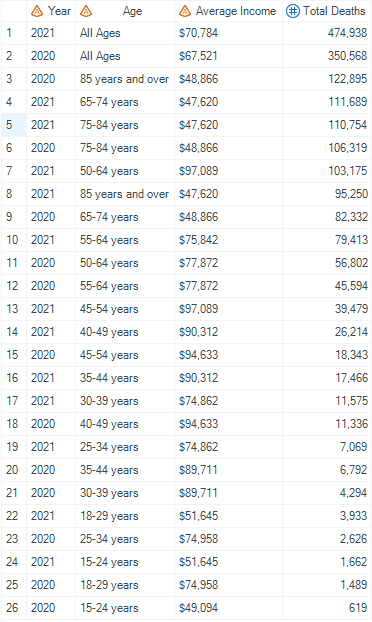 Year Age Average Income Total Deaths
1 2021 All Ages $70,784 474,938
2 2020 All Ages $67,521 350,568
3 2020 85 years and over $48,866 122,895
4 2021 65-74 years $47,620 111,689
5 2021 75-84 years $47,620 110,754
6 2020 75-84 years $48,866 106,319
7 2021 50-64 years $97,089 103,175
8 2021 85 years and over $47,620 95,250
9 2020 65-74 years $48,866 82,332
10 2021 55-64 years $75,842 79,413
11 2020 50-64 years $77,872 56,802
12 2020 55-64 years $77,872 45,594
13 2021 45-54 years $97,089 39,479
14 2021 40-49 years $90,312 26,214
15 2020 45-54 years $94,633 18,343
16 2021 35-44 years $90,312 17,466
17 2021 30-39 years $74,862 11,575
18 2020 40-49 years $94,633 11,336
19 2021 25-34 years $74,862 7,069
20 2020 35-44 years $89,711 6,792
21 2020 30-39 years $89,711 4,294
22 2021 18-29 years $51,645 3,933
23 2020 25-34 years $74,958 2,626
24 2021 15-24 years $51,645 1,662
25 2020 18-29 years $74,958 1,489
26 2020 15-24 years $49,094 619